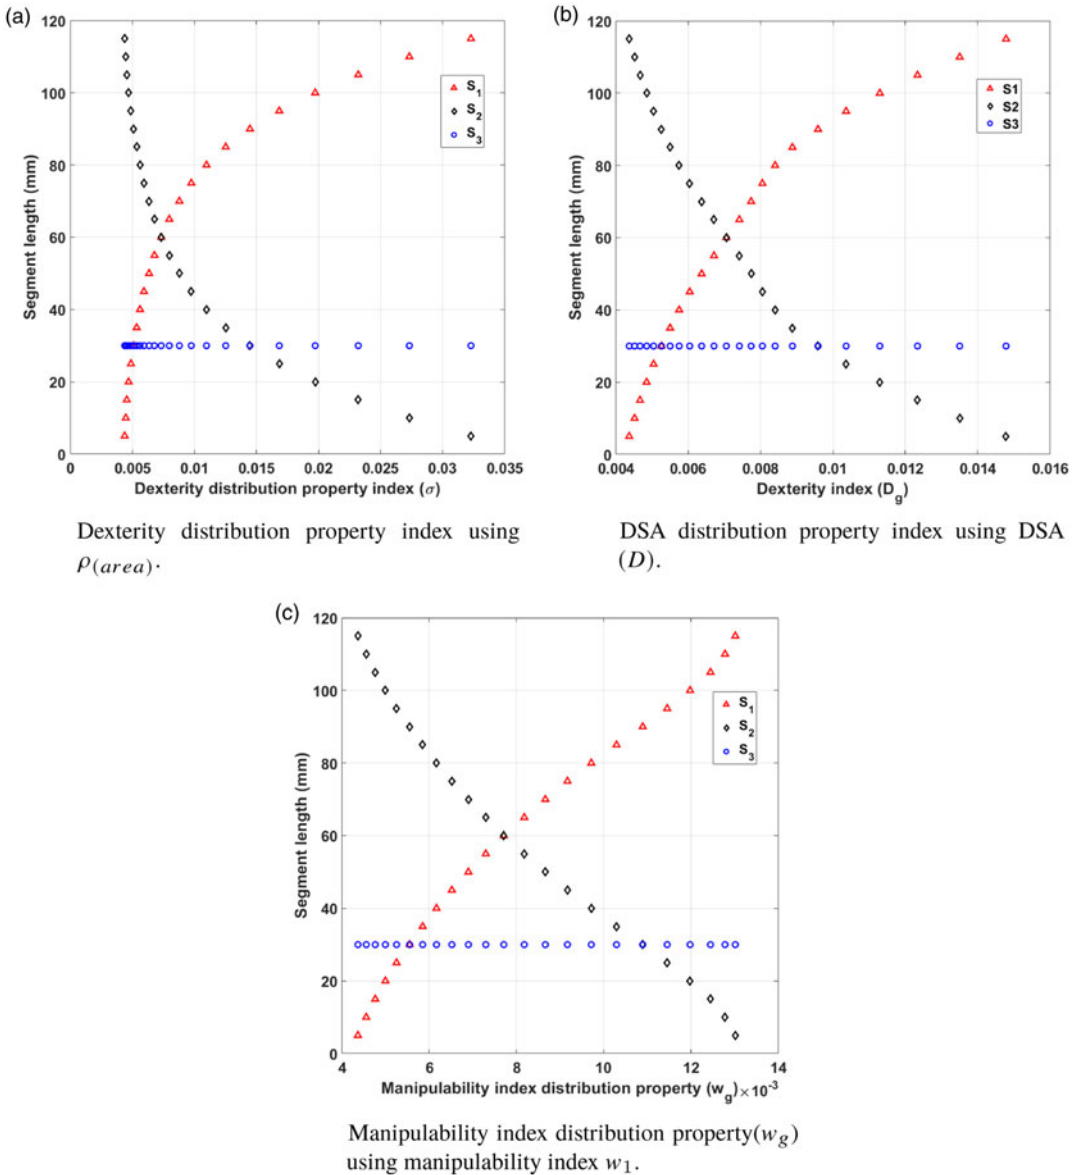 (a)
120
100
80
60
40
20
0
Segment length (mm)
S1
S2
S3
0 0.005 0.01 0.015 0.02 0.025 0.03 0.035
Dexterity distribution property index (σ)
Dexterity distribution property index using
ρ(area).
(b)
120
100
80
60
40
20
0
Segment length (mm)
S1
S2
S3
0.004 0.006 0.008 0.01 0.012 0.014 0.016
Dexterity index (Dg)
DSA distribution property index using DSA
(D).
(c)
120
100
80
60
40
20
0
Segment length (mm)
S1
S2
S3
4 6 8 10 12 14
Manipulability index distribution property (wg)×10⁻³
Manipulability index distribution property(wg)
using manipulability index w1.